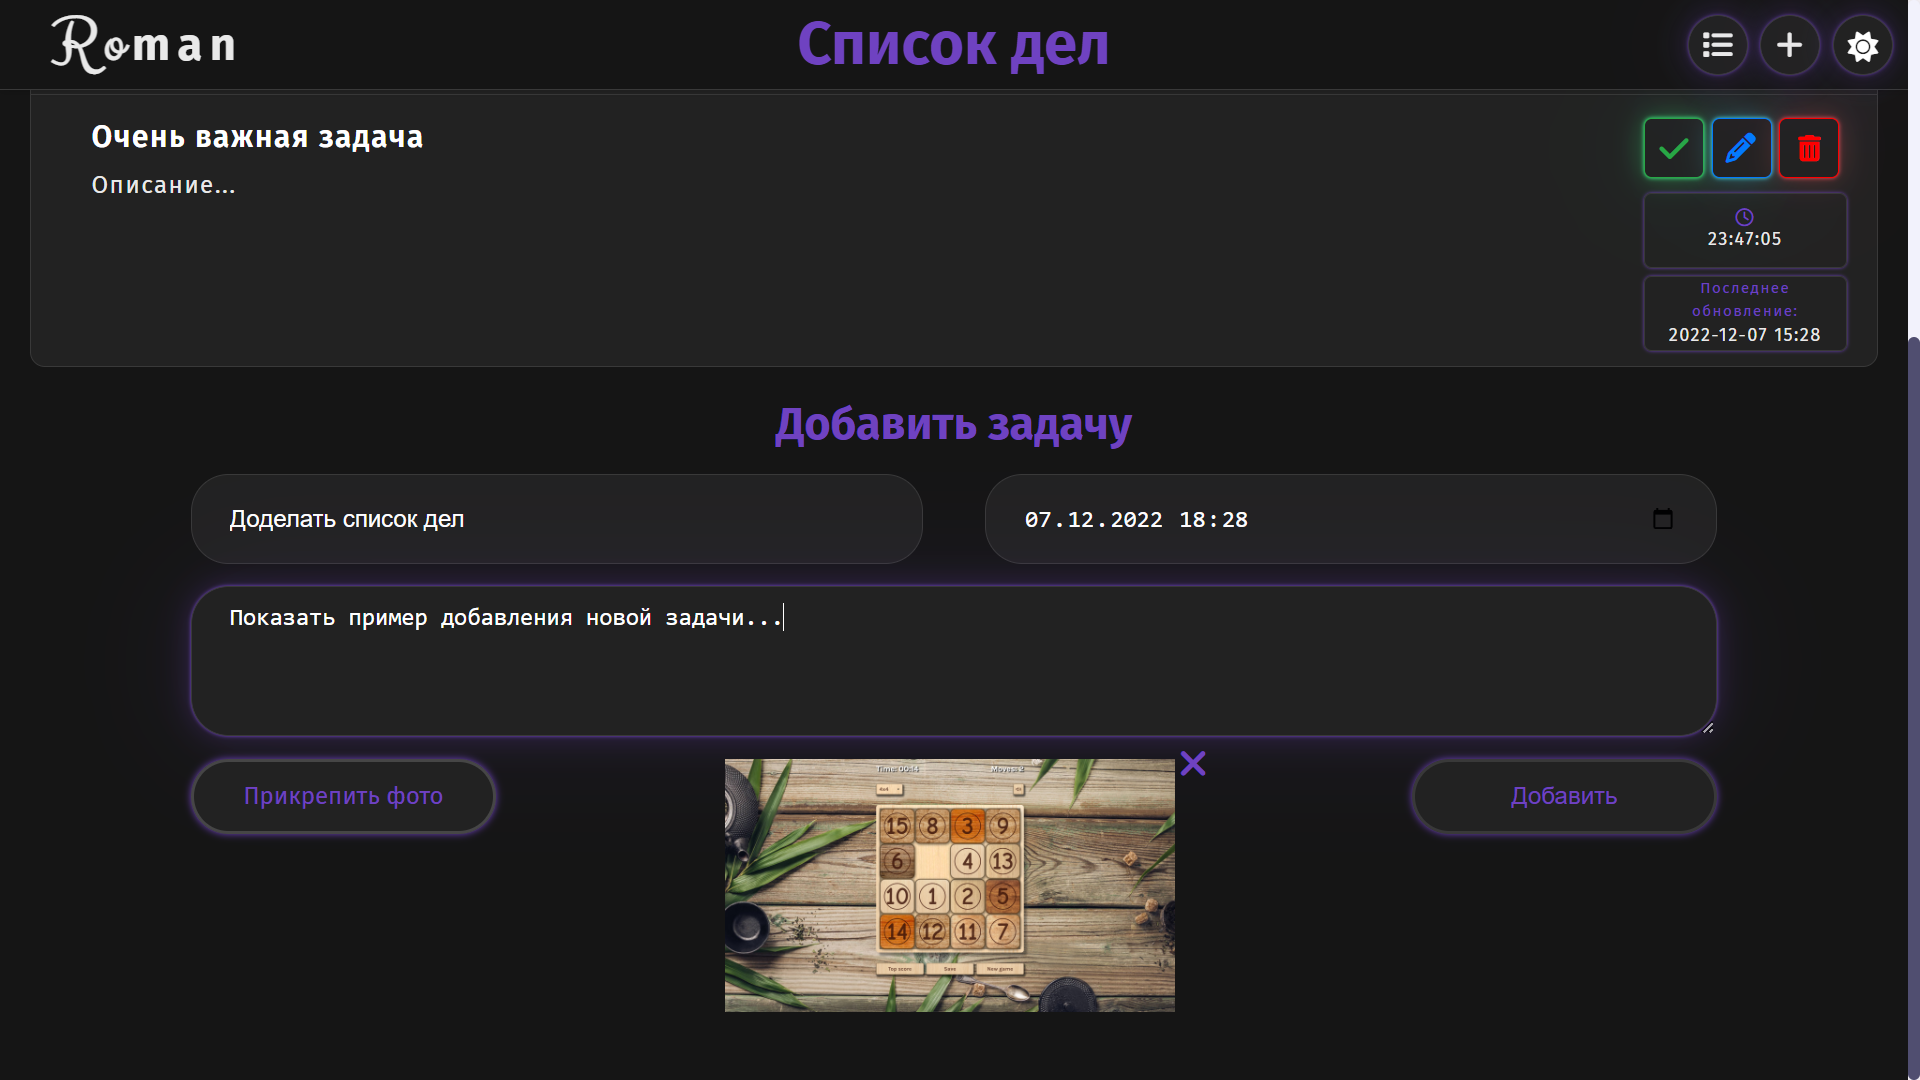 Roman
Список дел
Очень важная задача
Описание...
23:47:05
Последнее
обновление:
2022-12-07 15:28
Добавить задачу
Доделать список дел
07.12.2022 18:28
Показать пример добавления новой задачи...
Прикрепить фото
Добавить
Time: 00:14 Moves: 2
4x4
15 8 3 9
6 4 13
10 1 2 5
14 12 11 7
Top score Save New game